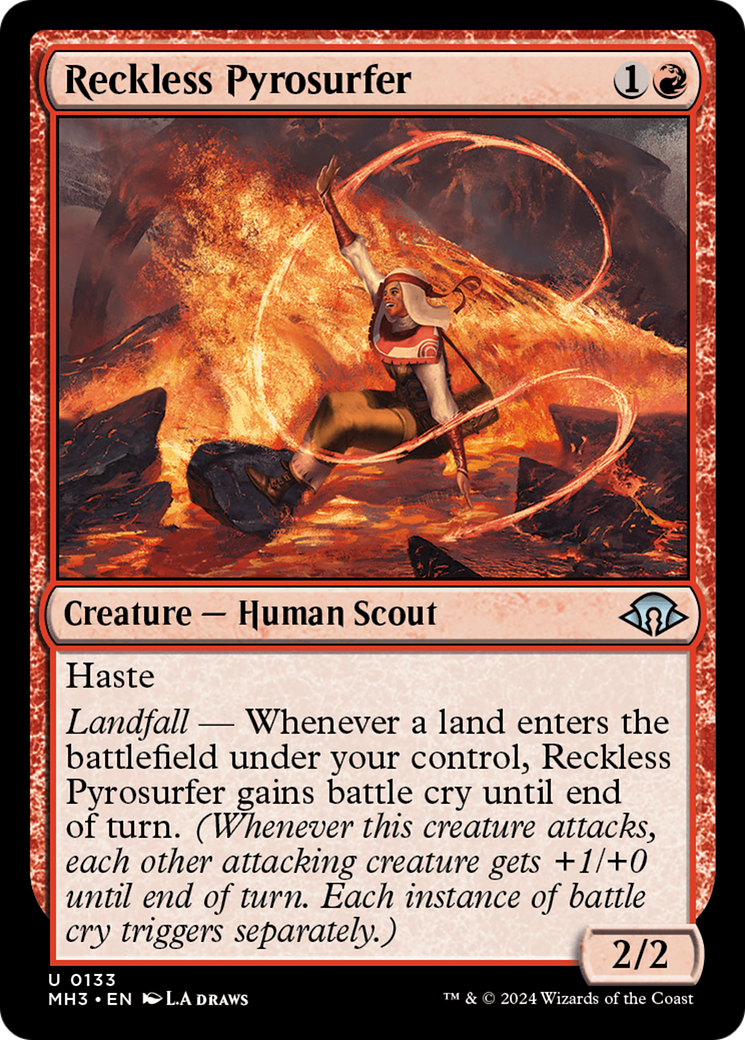 Reckless Pyrosurfer 1
Creature — Human Scout
Haste
Landfall — Whenever a land enters the
battlefield under your control, Reckless
Pyrosurfer gains battle cry until end
of turn. (Whenever this creature attacks,
each other attacking creature gets +1/+0
until end of turn. Each instance of battle
cry triggers separately.)
2/2
U 0133
MH3 • EN L.A DRAWS
™ & © 2024 Wizards of the Coast